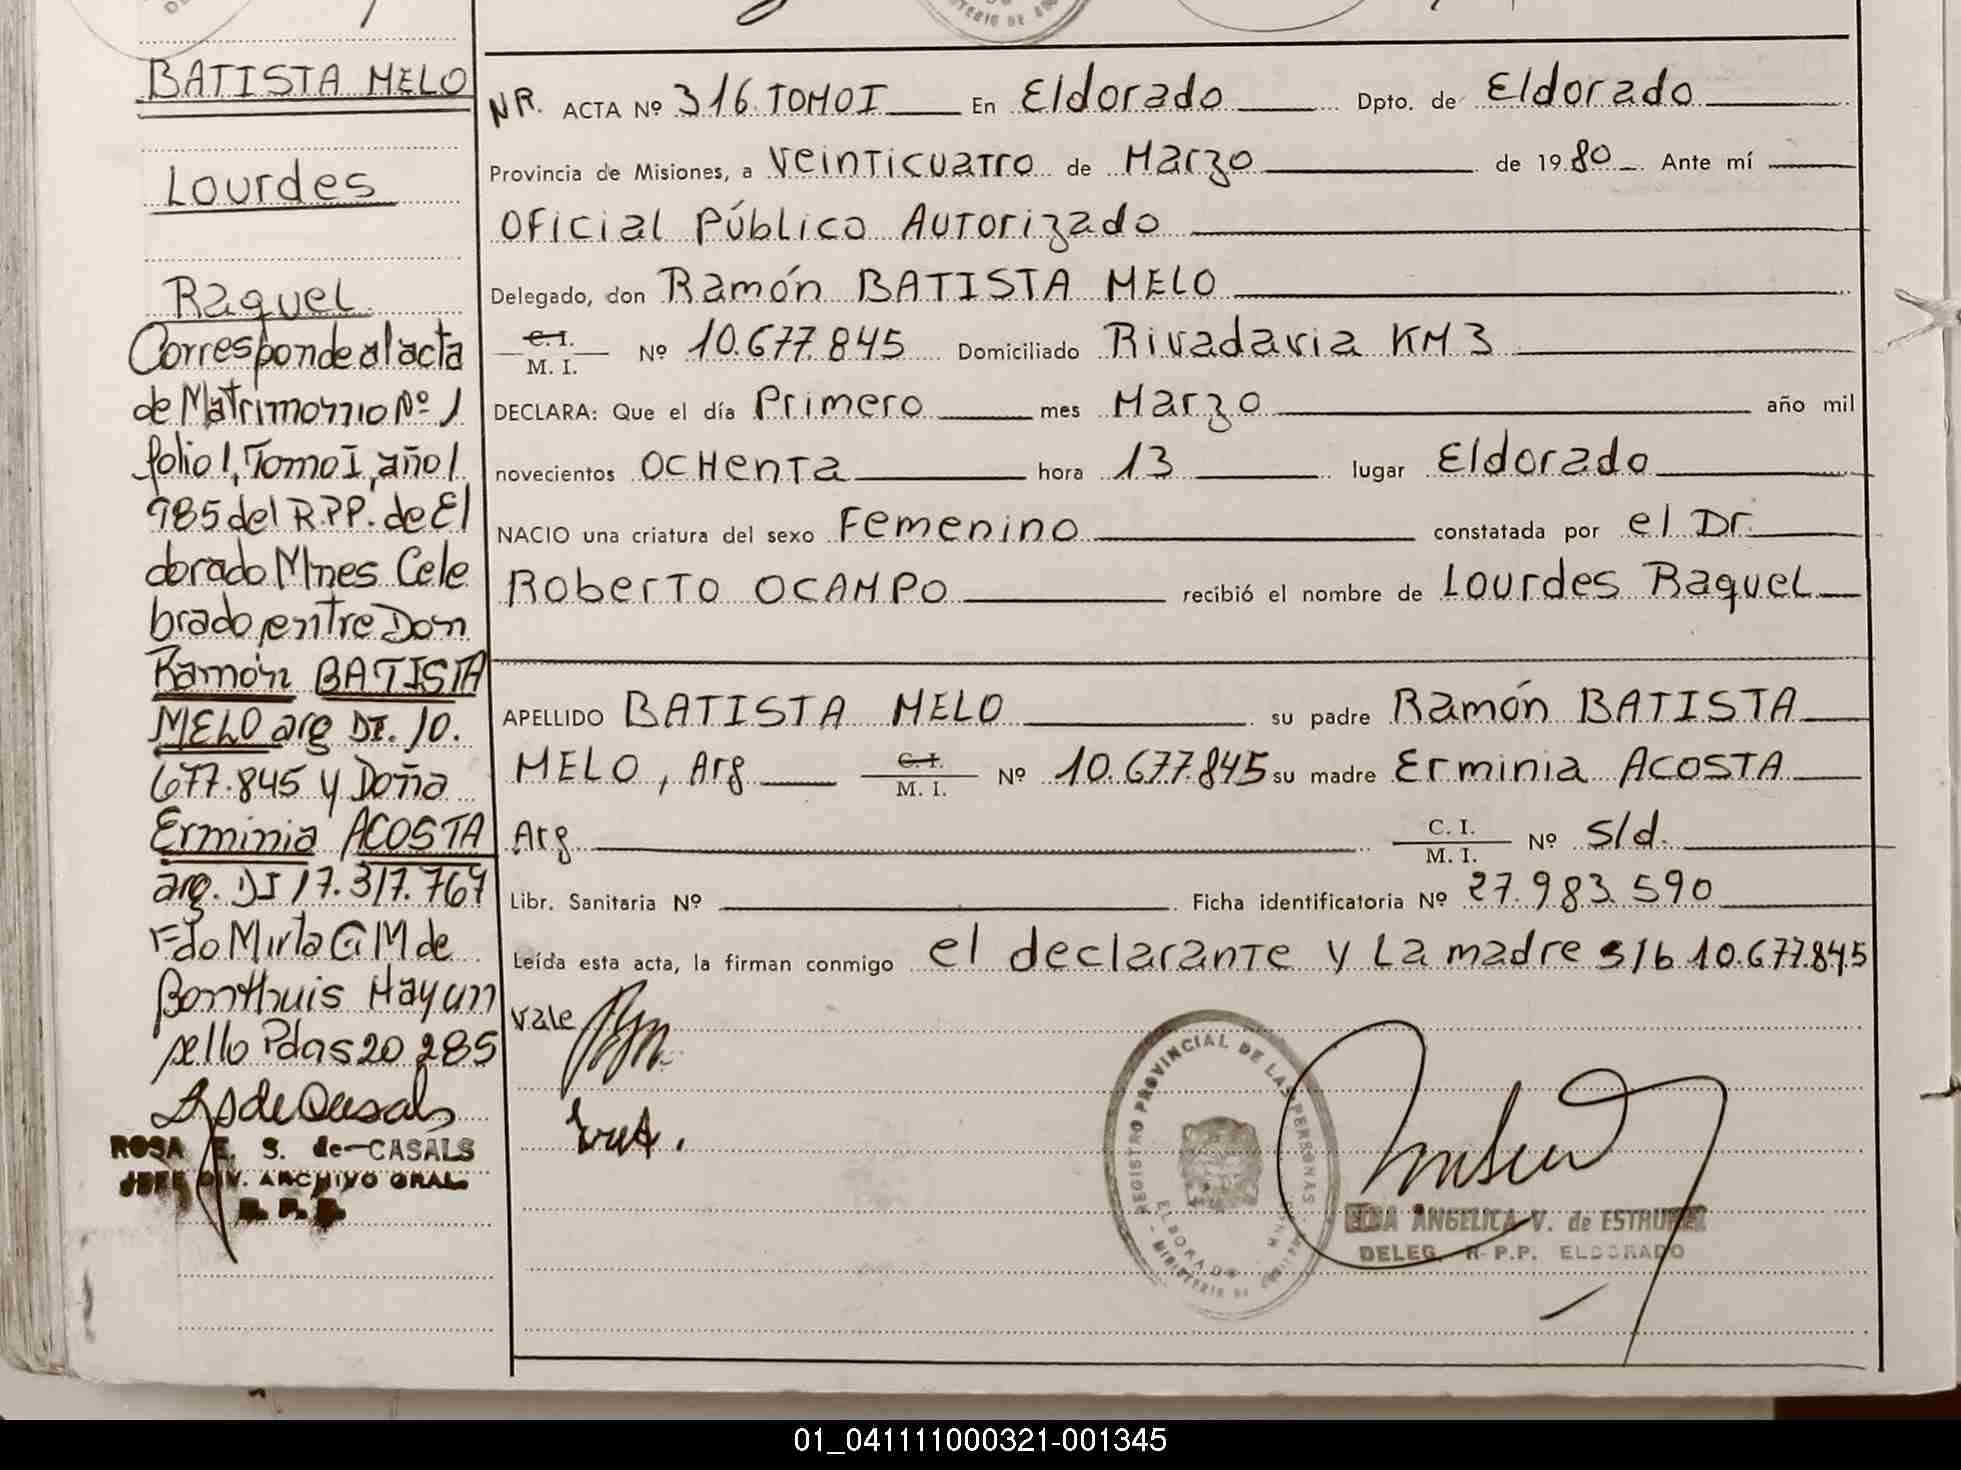 BATISTA MELO
Lourdes
Raquel
Corresponde al acta
de Matrimonio Nº 1
folio 1, Tomo I, año 1
985 del R.P.P. de El
dorado Mnes Cele
brado entre Don
Ramón BATISTA
MELO arg DI. 10.
677.845 y Doña
Erminia ACOSTA
arg. DI 17.317.767
Fdo Mirta G M de
Bonthuis Hay un
sello Pdas 20 285
ROSA E. S. de CASALS
JEFE DIV. ARCHIVO GRAL.
R. P. P.
NR. ACTA Nº 316 TOMO I En Eldorado Dpto. de Eldorado
Provincia de Misiones, a veinticuatro de Marzo de 1980 Ante mí
Oficial Público Autorizado
Delegado, don Ramón BATISTA MELO
C.I.
M. I. Nº 10.677.845 Domiciliado Rivadavia KM 3
DECLARA: Que el día Primero mes Marzo año mil
novecientos ocHenta hora 13 lugar Eldorado
NACIO una criatura del sexo Femenino constatada por el Dr.
Roberto OCAMPO recibió el nombre de Lourdes Raquel
APELLIDO BATISTA MELO su padre Ramón BATISTA
MELO, Arg C.I. M. I. Nº 10.677.845 su madre Erminia ACOSTA
Arg C. I. M. I. Nº s/d.
Libr. Sanitaria Nº Ficha identificatoria Nº 27.983.590
Leída esta acta, la firman conmigo el declarante y La madre s/b 10.677.845
vale
REGISTRO PROVINCIAL DE LAS PERSONAS
ELDORADO
MINISTERIO DE
ELBA ANGELICA V. de
DELEG. R.P.P. ELDORADO
01_041111000321-001345